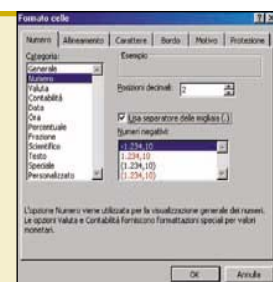 Formato celle
Numero Allineamento Carattere Bordo Motivo Protezione
Categoria:
Generale
Numero
Valuta
Contabilità
Data
Ora
Percentuale
Frazione
Scientifico
Testo
Speciale
Personalizzato
Esempio
Posizioni decimali: 2
Usa separatore delle migliaia (.)
Numeri negativi:
-1.234,10
1.234,10
(1.234,10)
(1.234,10)
L'opzione Numero viene utilizzata per la visualizzazione generale dei numeri.
Le opzioni Valuta e Contabilità forniscono formattazioni speciali per valori
monetari.
OK Annulla